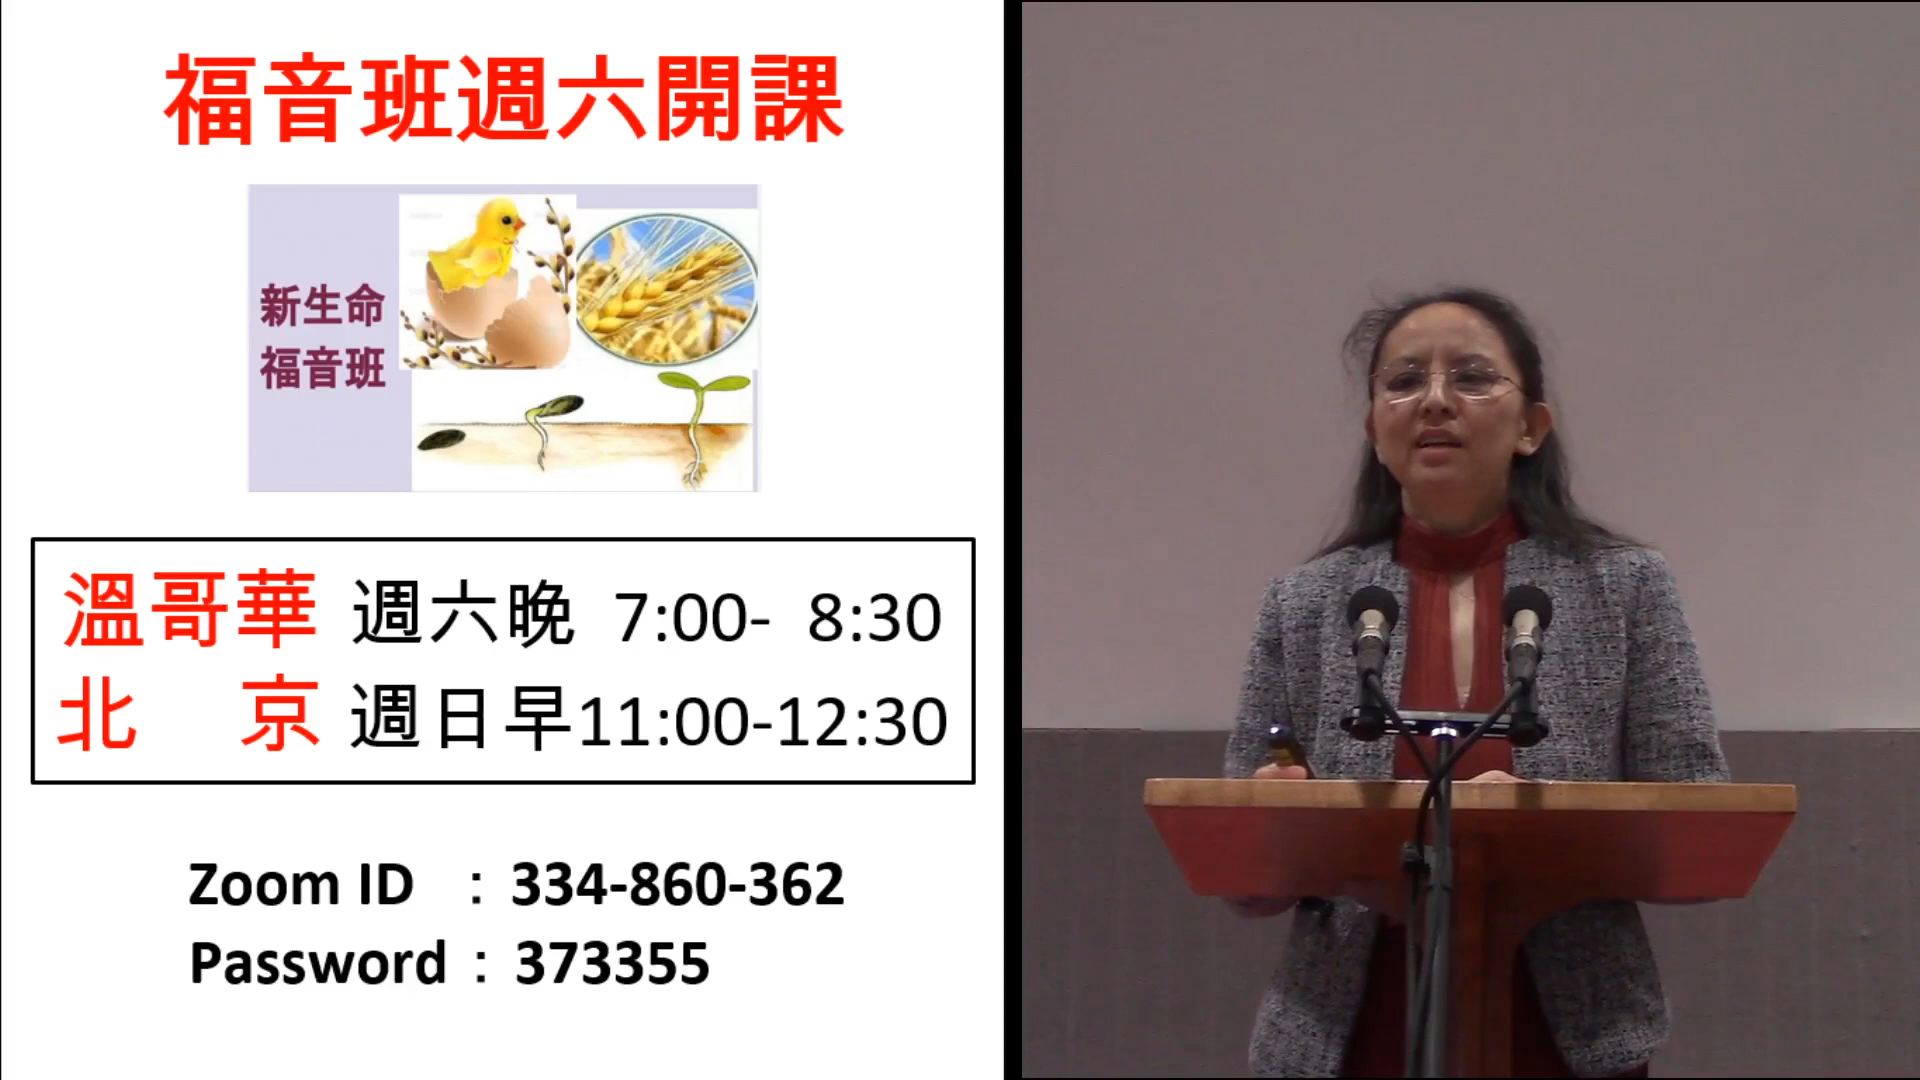 福音班週六開課
新生命
福音班
溫哥華 週六晚 7:00- 8:30
北 京 週日早11:00-12:30
Zoom ID : 334-860-362
Password : 373355